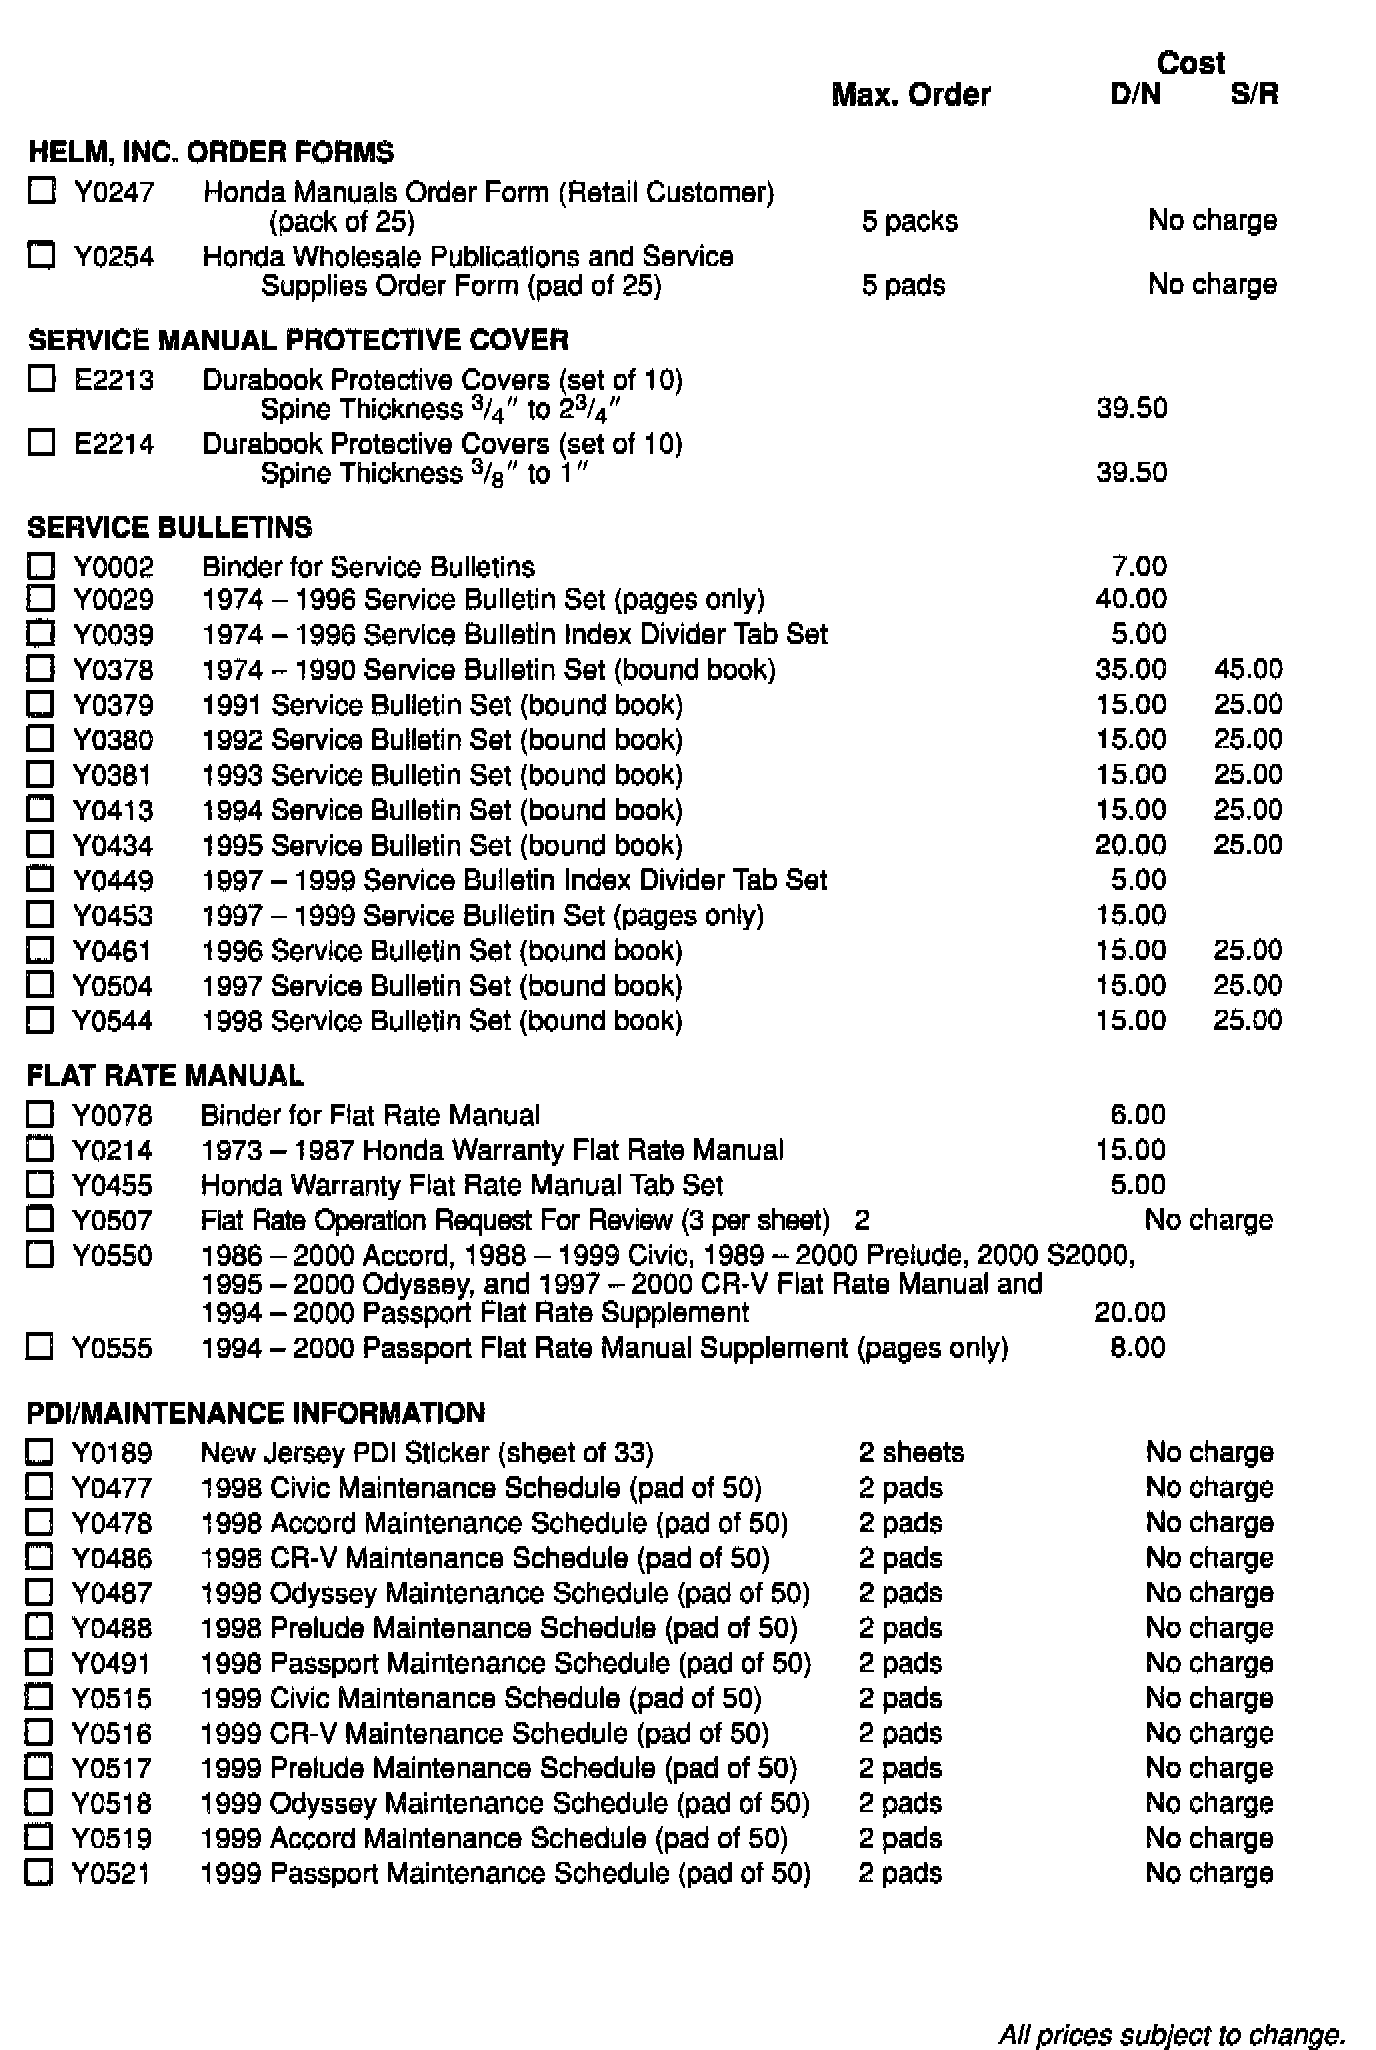 Cost
Max. Order D/N S/R
HELM, INC. ORDER FORMS
Y0247 Honda Manuals Order Form (Retail Customer)
(pack of 25) 5 packs No charge
Y0254 Honda Wholesale Publications and Service
Supplies Order Form (pad of 25) 5 pads No charge
SERVICE MANUAL PROTECTIVE COVER
E2213 Durabook Protective Covers (set of 10)
Spine Thickness 3/4" to 23/4" 39.50
E2214 Durabook Protective Covers (set of 10)
Spine Thickness 3/8" to 1" 39.50
SERVICE BULLETINS
Y0002 Binder for Service Bulletins 7.00
Y0029 1974 – 1996 Service Bulletin Set (pages only) 40.00
Y0039 1974 – 1996 Service Bulletin Index Divider Tab Set 5.00
Y0378 1974 – 1990 Service Bulletin Set (bound book) 35.00 45.00
Y0379 1991 Service Bulletin Set (bound book) 15.00 25.00
Y0380 1992 Service Bulletin Set (bound book) 15.00 25.00
Y0381 1993 Service Bulletin Set (bound book) 15.00 25.00
Y0413 1994 Service Bulletin Set (bound book) 15.00 25.00
Y0434 1995 Service Bulletin Set (bound book) 20.00 25.00
Y0449 1997 – 1999 Service Bulletin Index Divider Tab Set 5.00
Y0453 1997 – 1999 Service Bulletin Set (pages only) 15.00
Y0461 1996 Service Bulletin Set (bound book) 15.00 25.00
Y0504 1997 Service Bulletin Set (bound book) 15.00 25.00
Y0544 1998 Service Bulletin Set (bound book) 15.00 25.00
FLAT RATE MANUAL
Y0078 Binder for Flat Rate Manual 6.00
Y0214 1973 – 1987 Honda Warranty Flat Rate Manual 15.00
Y0455 Honda Warranty Flat Rate Manual Tab Set 5.00
Y0507 Flat Rate Operation Request For Review (3 per sheet) 2 No charge
Y0550 1986 – 2000 Accord, 1988 – 1999 Civic, 1989 – 2000 Prelude, 2000 S2000,
1995 – 2000 Odyssey, and 1997 – 2000 CR-V Flat Rate Manual and
1994 – 2000 Passport Flat Rate Supplement 20.00
Y0555 1994 – 2000 Passport Flat Rate Manual Supplement (pages only) 8.00
PDI/MAINTENANCE INFORMATION
Y0189 New Jersey PDI Sticker (sheet of 33) 2 sheets No charge
Y0477 1998 Civic Maintenance Schedule (pad of 50) 2 pads No charge
Y0478 1998 Accord Maintenance Schedule (pad of 50) 2 pads No charge
Y0486 1998 CR-V Maintenance Schedule (pad of 50) 2 pads No charge
Y0487 1998 Odyssey Maintenance Schedule (pad of 50) 2 pads No charge
Y0488 1998 Prelude Maintenance Schedule (pad of 50) 2 pads No charge
Y0491 1998 Passport Maintenance Schedule (pad of 50) 2 pads No charge
Y0515 1999 Civic Maintenance Schedule (pad of 50) 2 pads No charge
Y0516 1999 CR-V Maintenance Schedule (pad of 50) 2 pads No charge
Y0517 1999 Prelude Maintenance Schedule (pad of 50) 2 pads No charge
Y0518 1999 Odyssey Maintenance Schedule (pad of 50) 2 pads No charge
Y0519 1999 Accord Maintenance Schedule (pad of 50) 2 pads No charge
Y0521 1999 Passport Maintenance Schedule (pad of 50) 2 pads No charge
All prices subject to change.